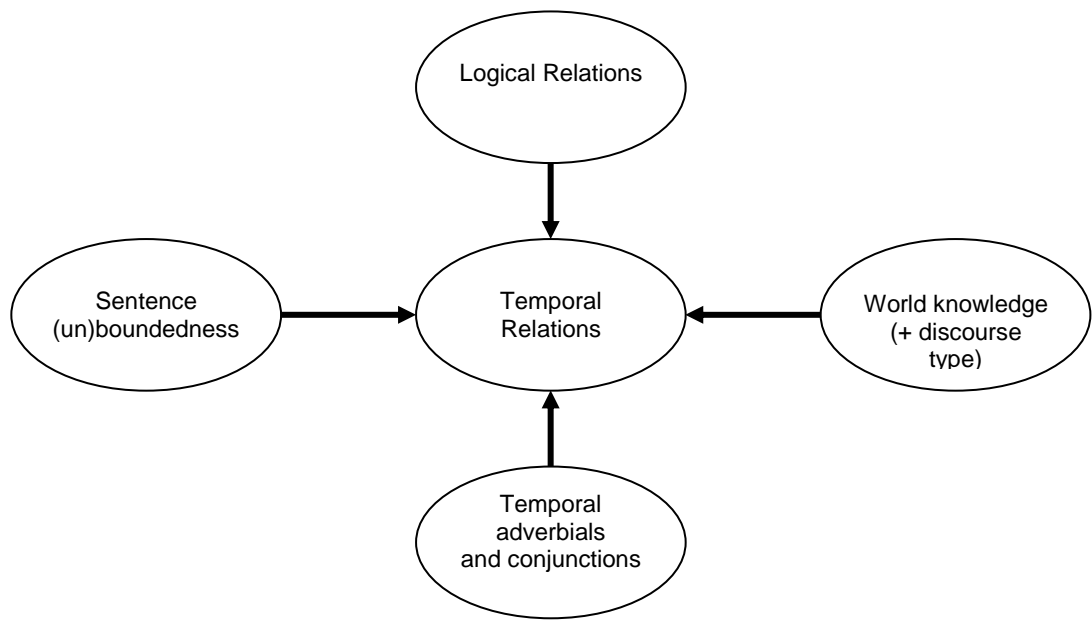 Logical Relations
Sentence
(un)boundedness
Temporal
Relations
World knowledge
(+ discourse
type)
Temporal
adverbials
and conjunctions